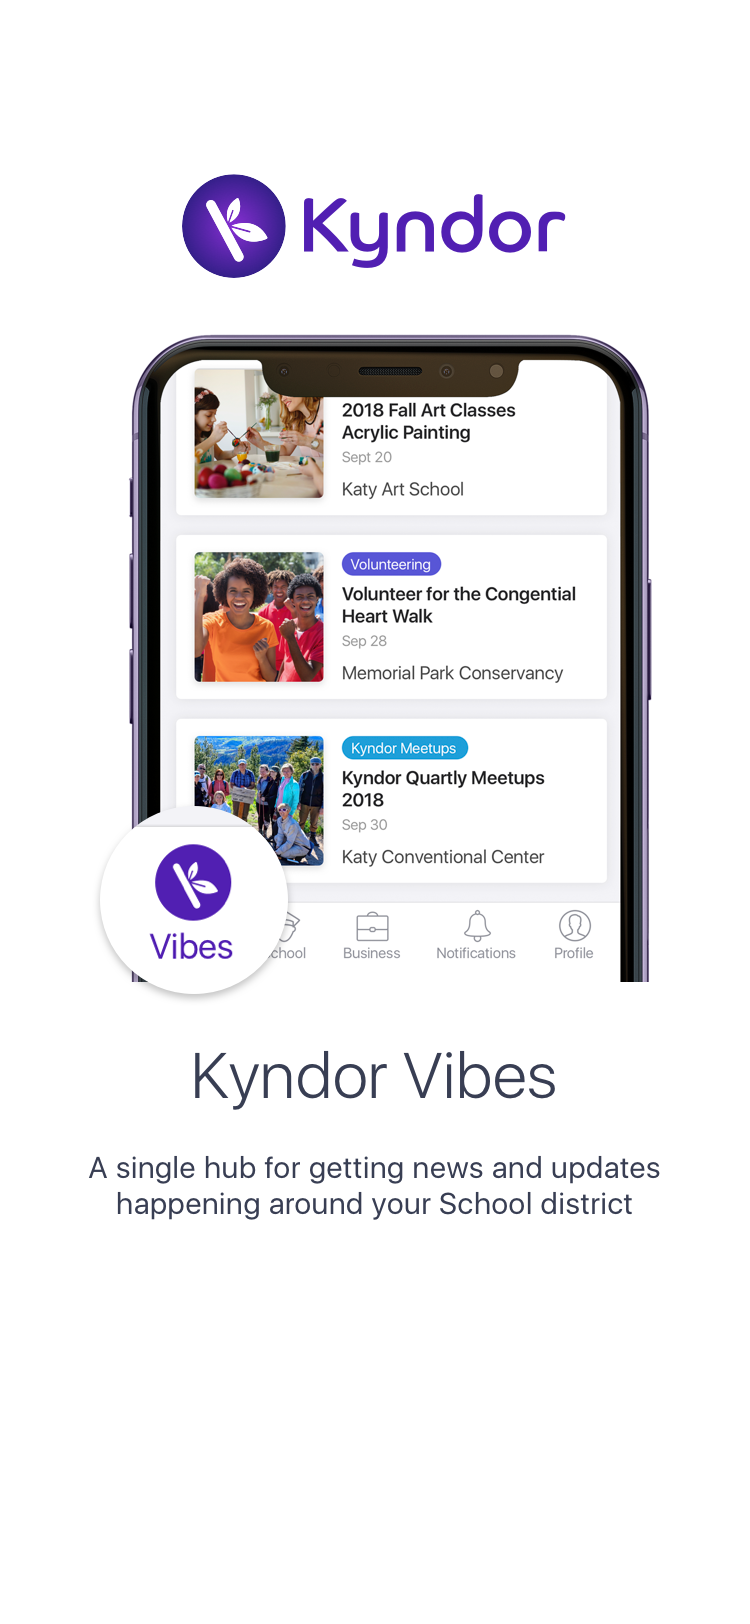 Kyndor
2018 Fall Art Classes
Acrylic Painting
Sept 20
Katy Art School
Volunteering
Volunteer for the Congential
Heart Walk
Sep 28
Memorial Park Conservancy
Kyndor Meetups
Kyndor Quartly Meetups
2018
Sep 30
Katy Conventional Center
Vibes
chool
Business
Notifications
Profile
Kyndor Vibes
A single hub for getting news and updates
happening around your School district